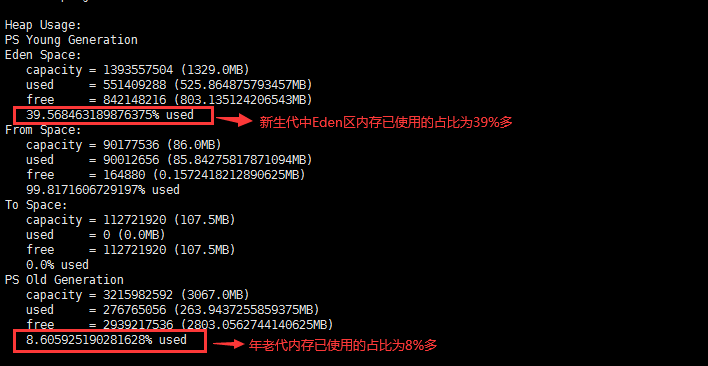 Heap Usage:
PS Young Generation
Eden Space:
capacity = 1393557504 (1329.0MB)
used     = 551409288 (525.864875793457MB)
free     = 842148216 (803.135124206543MB)
39.568463189876375% used 新生代中Eden区内存已使用的占比为39%多
From Space:
capacity = 90177536 (86.0MB)
used     = 90012656 (85.84275817871094MB)
free     = 164880 (0.1572418212890625MB)
99.8171606729197% used
To Space:
capacity = 112721920 (107.5MB)
used     = 0 (0.0MB)
free     = 112721920 (107.5MB)
0.0% used
PS Old Generation
capacity = 3215982592 (3067.0MB)
used     = 276765056 (263.9437255859375MB)
free     = 2939217536 (2803.0562744140625MB)
8.605925190281628% used 年老代内存已使用的占比为8%多